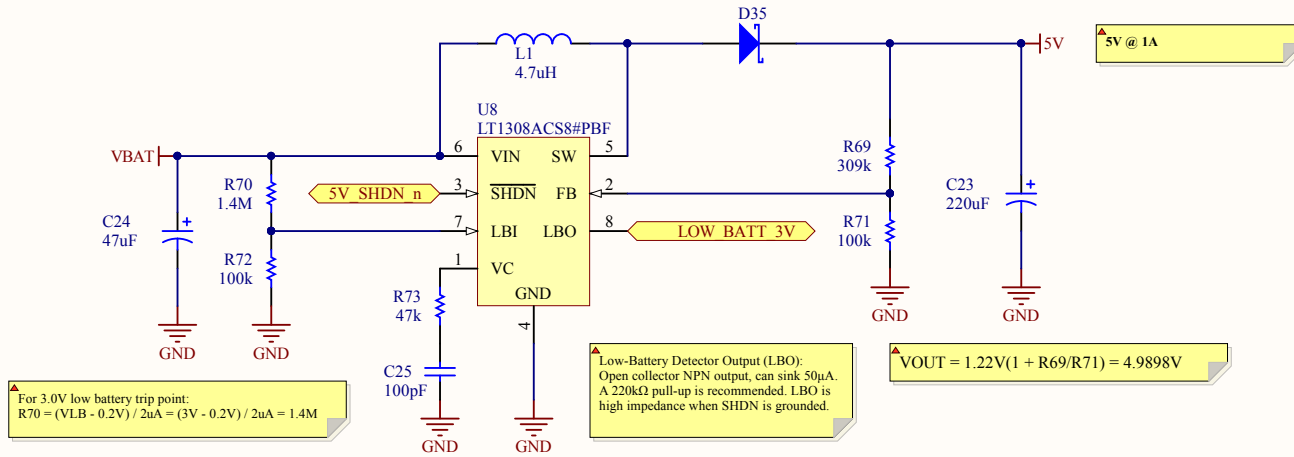 D35
L1
4.7uH
5V
5V @ 1A
U8
LT1308ACS8#PBF
VBAT
6
VIN
SW
5
R70
1.4M
5V_SHDN_n
3
SHDN
FB
2
R69
309k
C24
47uF
7
LBI
LBO
8
LOW_BATT_3V
R71
100k
C23
220uF
R72
100k
1
VC
GND
4
R73
47k
C25
100pF
GND
GND
GND
GND
GND
GND
For 3.0V low battery trip point:
R70 = (VLB - 0.2V) / 2uA = (3V - 0.2V) / 2uA = 1.4M
Low-Battery Detector Output (LBO):
Open collector NPN output, can sink 50µA.
A 220kΩ pull-up is recommended. LBO is
high impedance when SHDN is grounded.
VOUT = 1.22V(1 + R69/R71) = 4.9898V